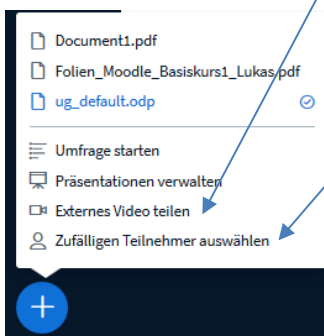 Document1.pdf
Folien_Moodle_Basiskurs1_Lukas.pdf
ug_default.odp
Umfrage starten
Präsentationen verwalten
Externes Video teilen
Zufälligen Teilnehmer auswählen